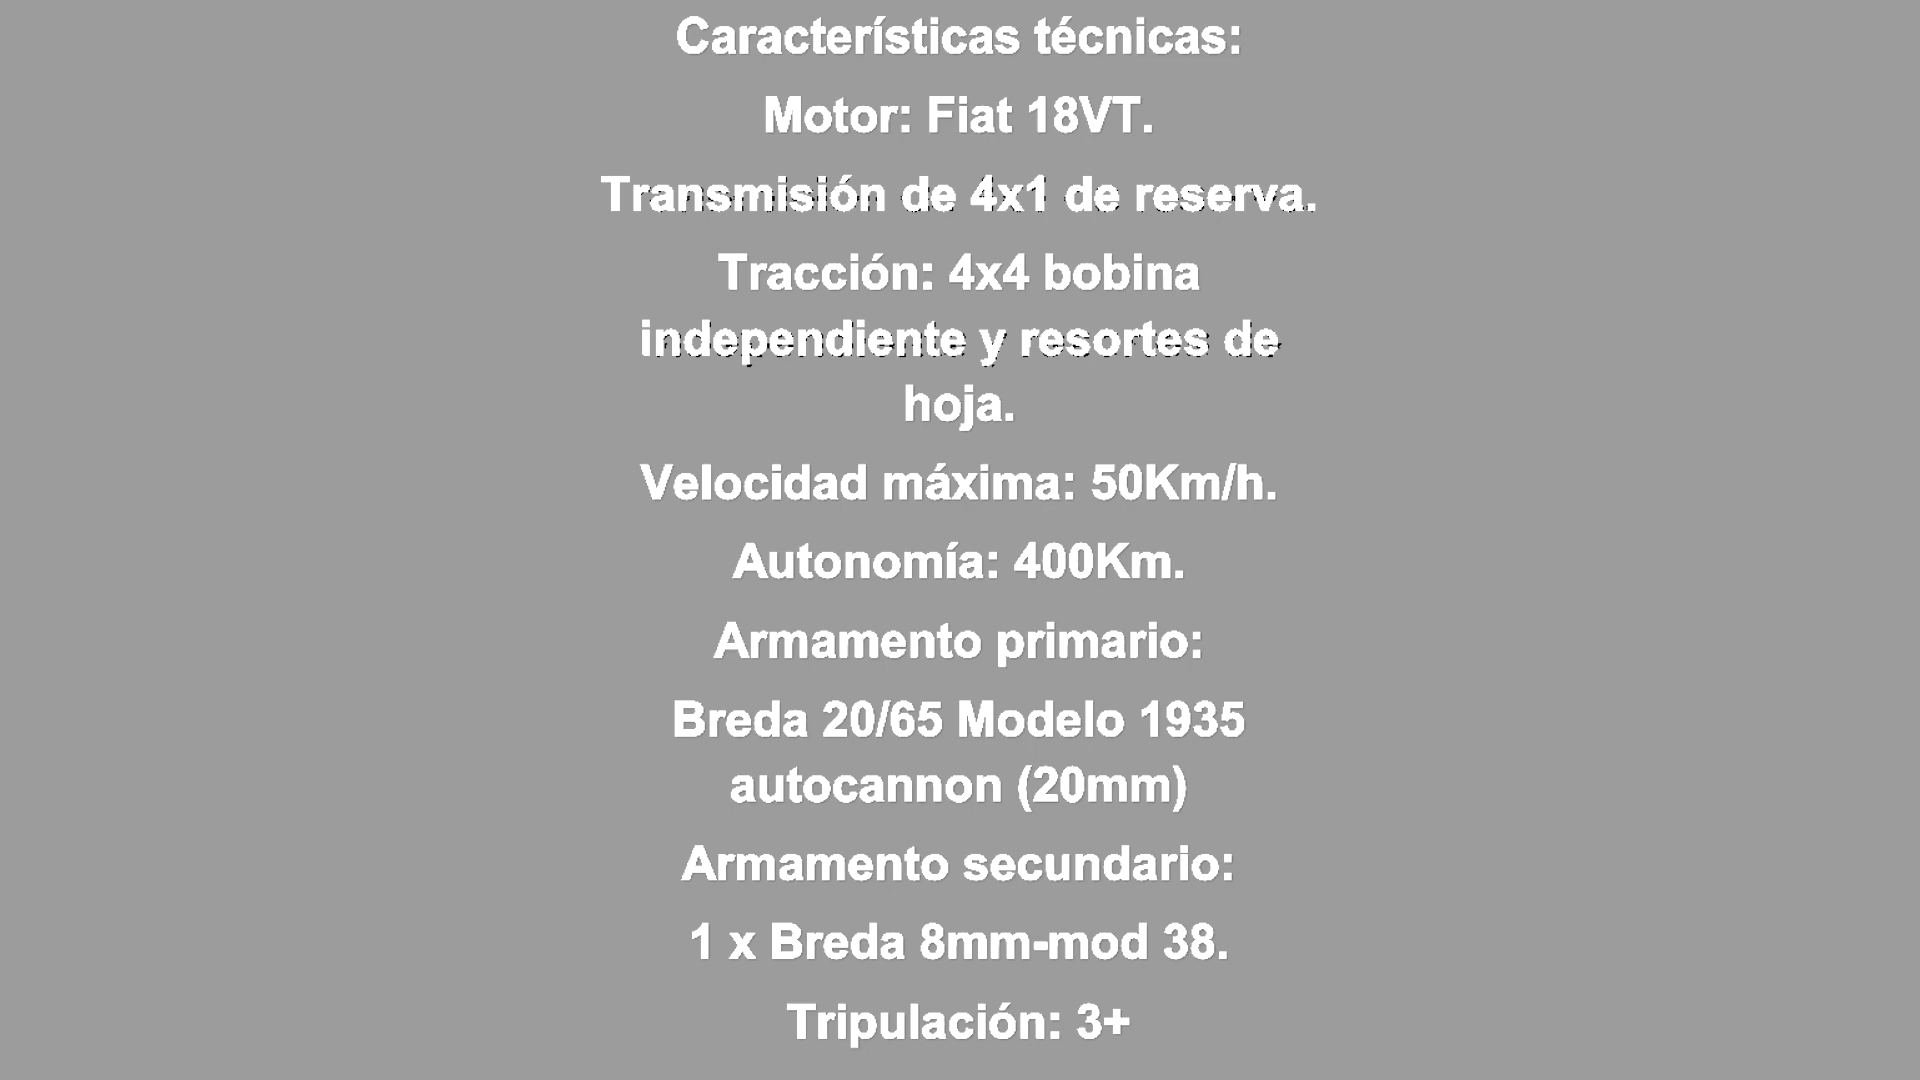 Características técnicas:
Motor: Fiat 18VT.
Transmisión de 4x1 de reserva.
Tracción: 4x4 bobina
independiente y resortes de
hoja.
Velocidad máxima: 50Km/h.
Autonomía: 400Km.
Armamento primario:
Breda 20/65 Modelo 1935
autocannon (20mm)
Armamento secundario:
1 x Breda 8mm-mod 38.
Tripulación: 3+